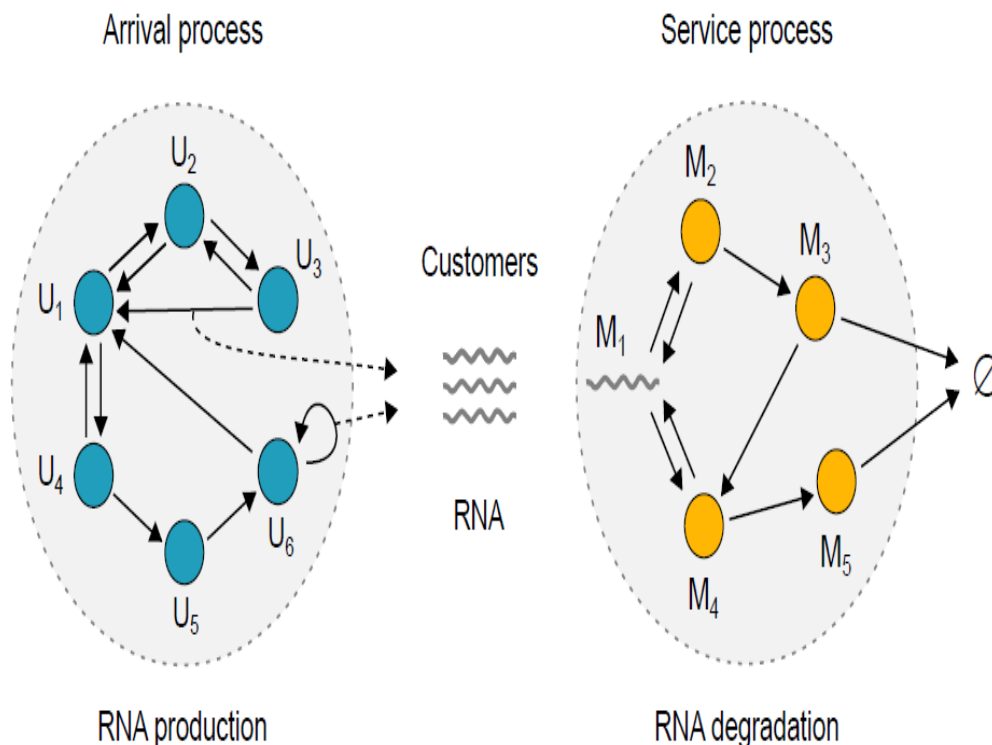 Arrival process
Service process
U₂
U₃
U₁
U₄
U₅
U₆
Customers
RNA
M₂
M₃
M₁
M₄
M₅
∅
RNA production
RNA degradation